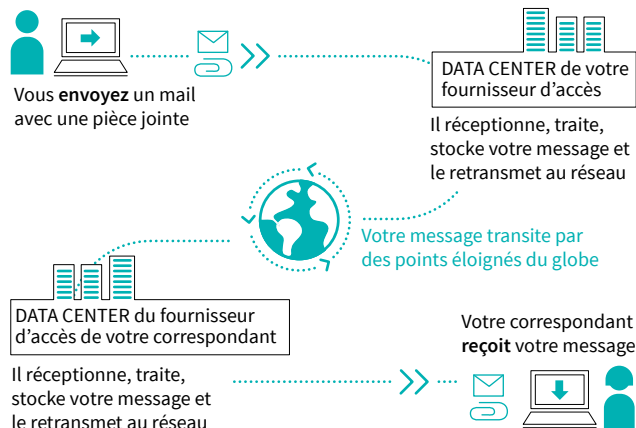 Vous envoyez un mail
avec une pièce jointe
DATA CENTER de votre
fournisseur d'accès
Il réceptionne, traite,
stocke votre message et
le retransmet au réseau
Votre message transite par
des points éloignés du globe
DATA CENTER du fournisseur
d'accès de votre correspondant
Il réceptionne, traite,
stocke votre message et
le retransmet au réseau
Votre correspondant
reçoit votre message